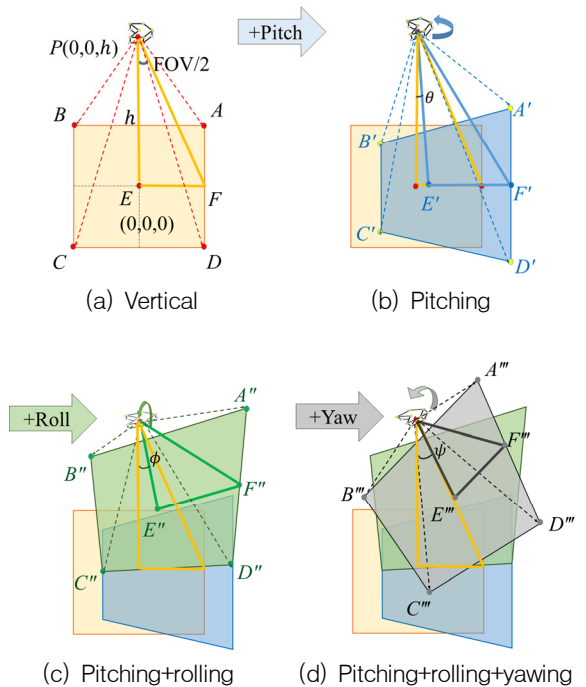 P(0,0,h)
FOV/2
B
A
h
E
F
(0,0,0)
C
D
(a) Vertical
+Pitch
θ
A′
B′
E′
F′
C′
D′
(b) Pitching
+Roll
A″
ϕ
B″
F″
E″
C″
D″
(c) Pitching+rolling
+Yaw
A‴
ψ
F‴
B‴
E‴
D‴
C‴
(d) Pitching+rolling+yawing